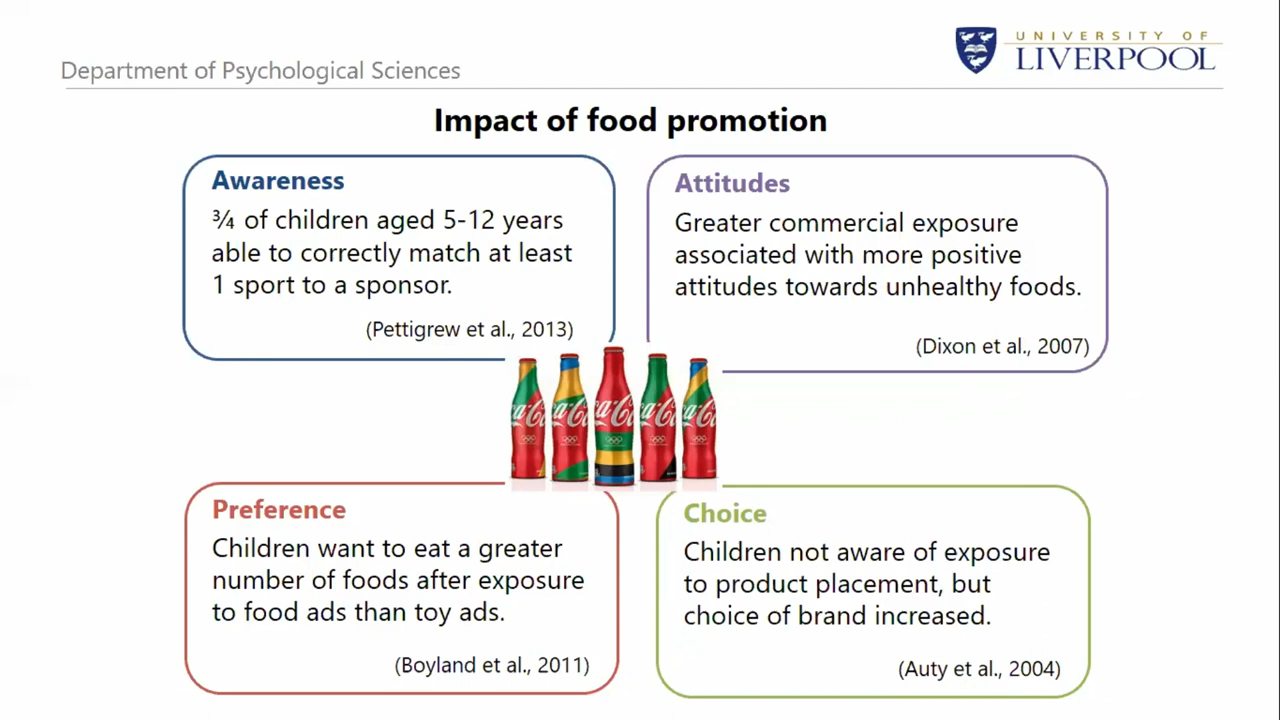 Department of Psychological Sciences
UNIVERSITY OF
LIVERPOOL
Impact of food promotion
Awareness
¾ of children aged 5-12 years
able to correctly match at least
1 sport to a sponsor.
(Pettigrew et al., 2013)
Attitudes
Greater commercial exposure
associated with more positive
attitudes towards unhealthy foods.
(Dixon et al., 2007)
Preference
Children want to eat a greater
number of foods after exposure
to food ads than toy ads.
(Boyland et al., 2011)
Choice
Children not aware of exposure
to product placement, but
choice of brand increased.
(Auty et al., 2004)